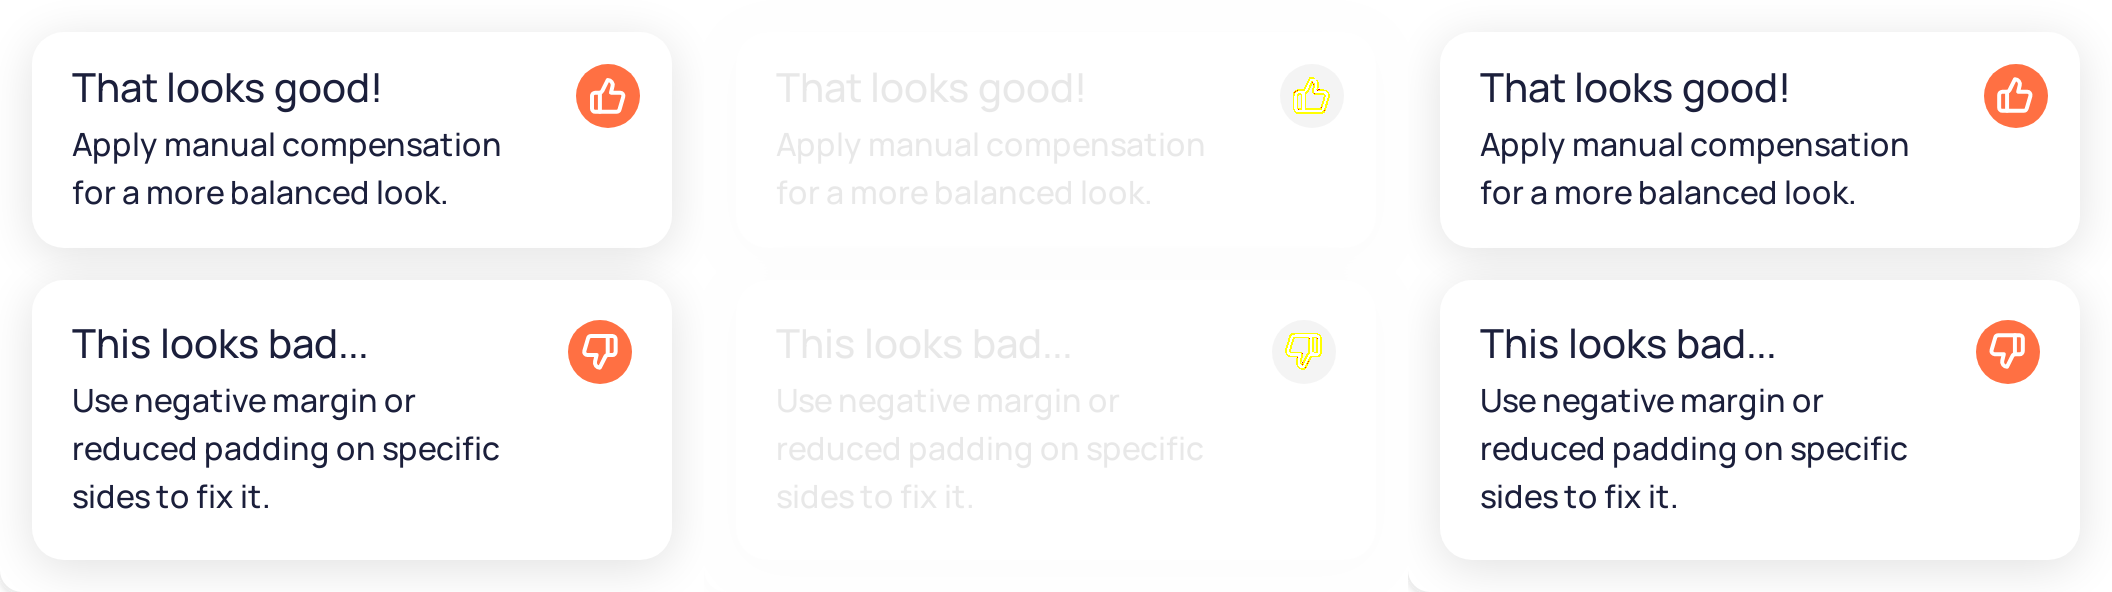 That looks good!
Apply manual compensation
for a more balanced look.
This looks bad...
Use negative margin or
reduced padding on specific
sides to fix it.
That looks good!
Apply manual compensation
for a more balanced look.
This looks bad...
Use negative margin or
reduced padding on specific
sides to fix it.
That looks good!
Apply manual compensation
for a more balanced look.
This looks bad...
Use negative margin or
reduced padding on specific
sides to fix it.